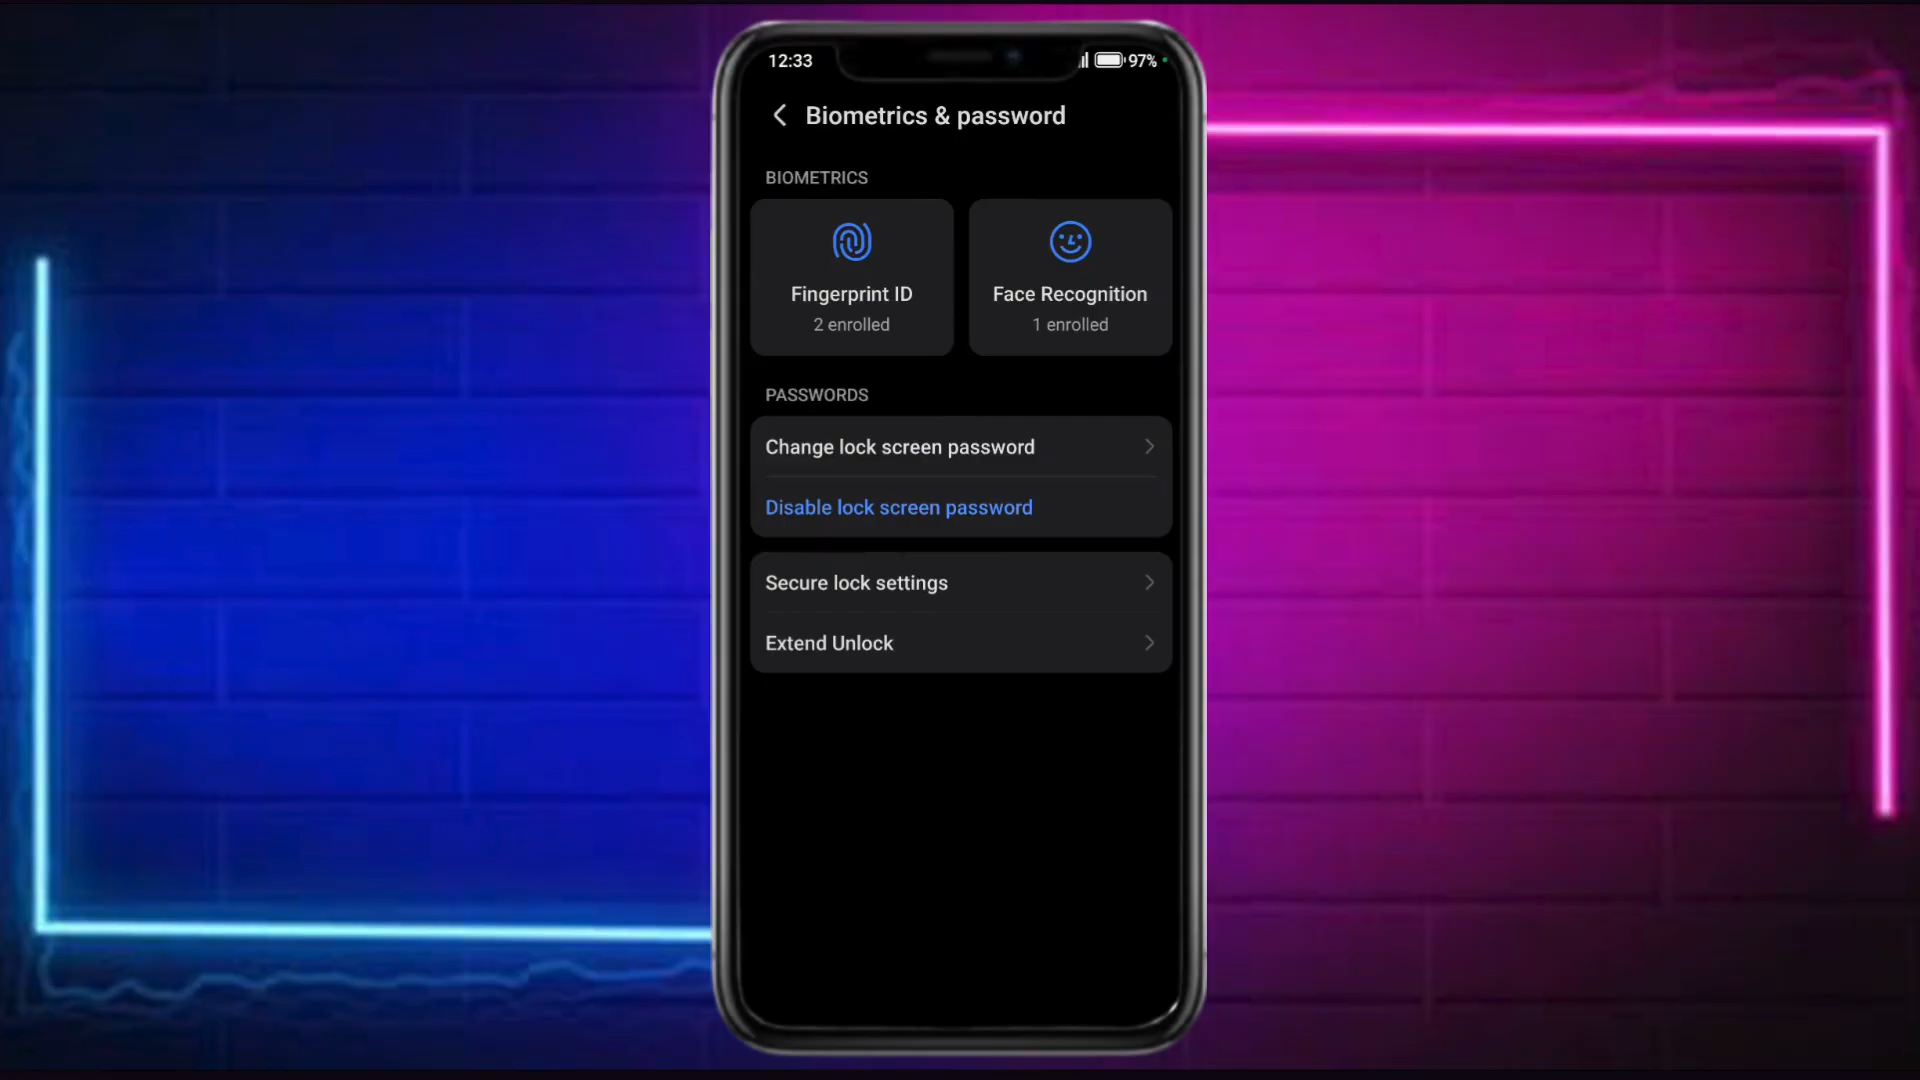 12:33
97%
Biometrics & password
BIOMETRICS
Fingerprint ID
2 enrolled
Face Recognition
1 enrolled
PASSWORDS
Change lock screen password
Disable lock screen password
Secure lock settings
Extend Unlock